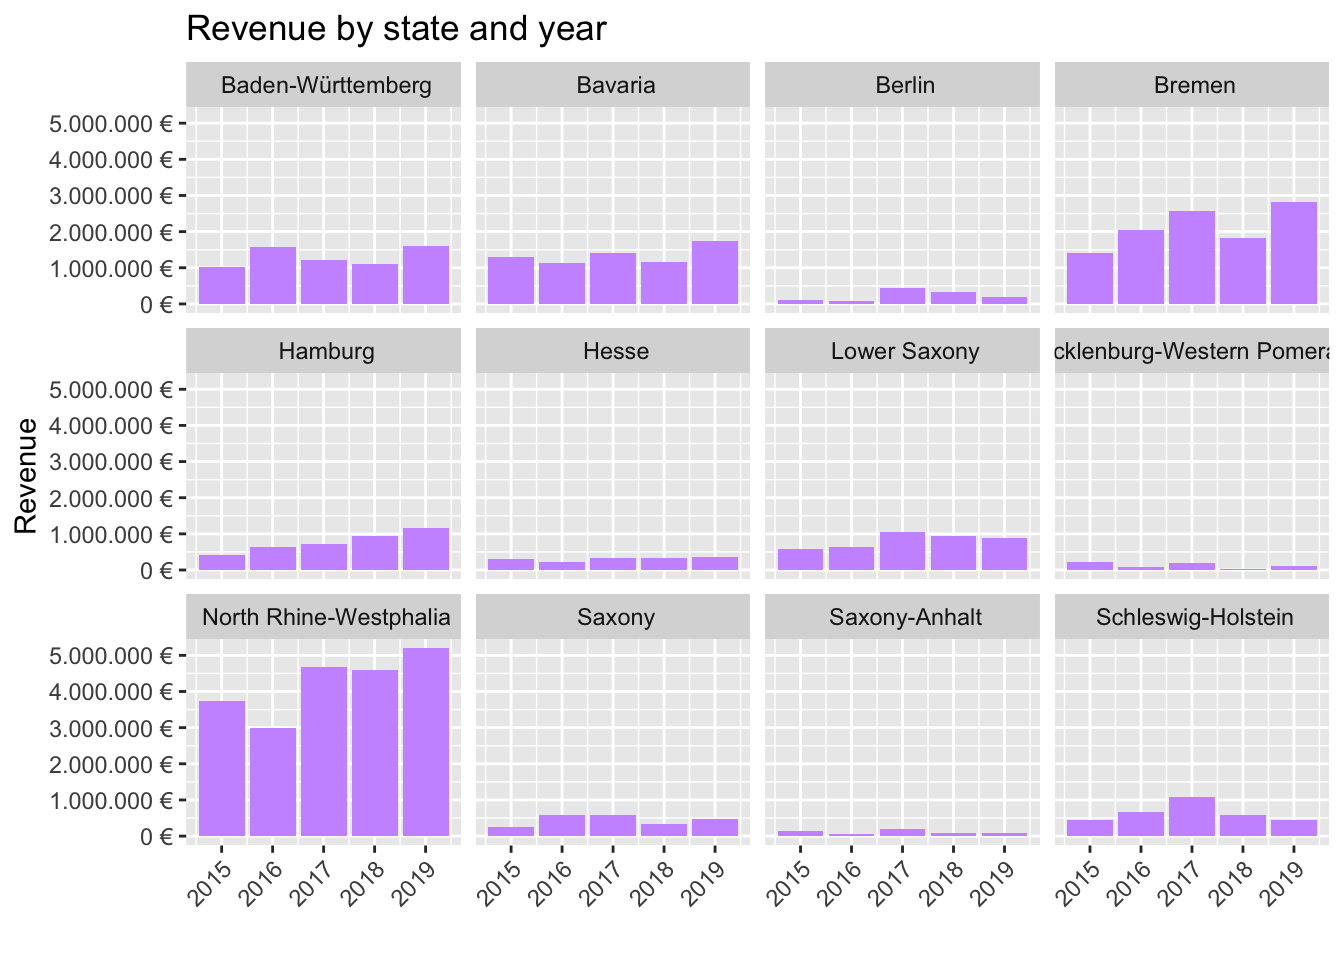 Revenue by state and year
Baden-Württemberg
Bavaria
Berlin
Bremen
5.000.000 €
4.000.000 €
3.000.000 €
2.000.000 €
1.000.000 €
0 €
Hamburg
Hesse
Lower Saxony
cklenburg-Western Pomera
5.000.000 €
4.000.000 €
3.000.000 €
2.000.000 €
1.000.000 €
0 €
Revenue
North Rhine-Westphalia
Saxony
Saxony-Anhalt
Schleswig-Holstein
5.000.000 €
4.000.000 €
3.000.000 €
2.000.000 €
1.000.000 €
0 €
2015 2016 2017 2018 2019
2015 2016 2017 2018 2019
2015 2016 2017 2018 2019
2015 2016 2017 2018 2019